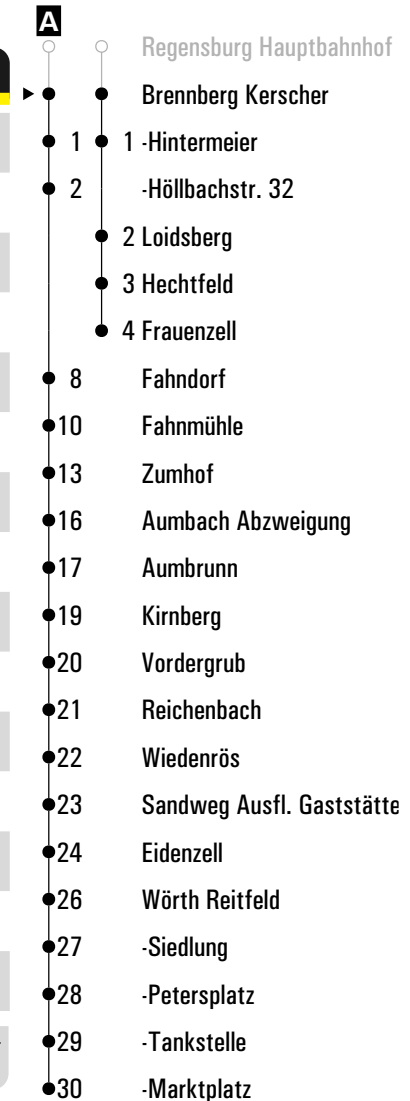 A
Regensburg Hauptbahnhof
Brennberg Kerscher
1 1 -Hintermeier
2 -Höllbachstr. 32
2 Loidsberg
3 Hechtfeld
4 Frauenzell
8 Fahndorf
10 Fahnmühle
13 Zumhof
16 Aumbach Abzweigung
17 Aumbrunn
19 Kirnberg
20 Vordergrub
21 Reichenbach
22 Wiedenrös
23 Sandweg Ausfl. Gaststätte
24 Eidenzell
26 Wörth Reitfeld
27 -Siedlung
28 -Petersplatz
29 -Tankstelle
30 -Marktplatz